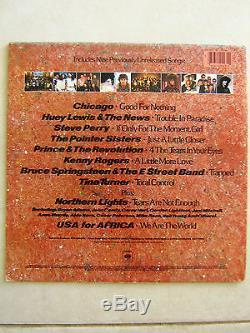 Includes Nine Previously Unreleased Songs:
Chicago - Good For Nothing
Huey Lewis & The News - Trouble In Paradise
Steve Perry - If Only For The Moment, Girl
The Pointer Sisters - Just A Little Closer
Prince & The Revolution - 4 The Tears In Your Eyes
Kenny Rogers - A Little More Love
Bruce Springsteen & The E Street Band - Trapped
Tina Turner - Total Control
Plus
Northern Lights - Tears Are Not Enough
USA for AFRICA - We Are The World